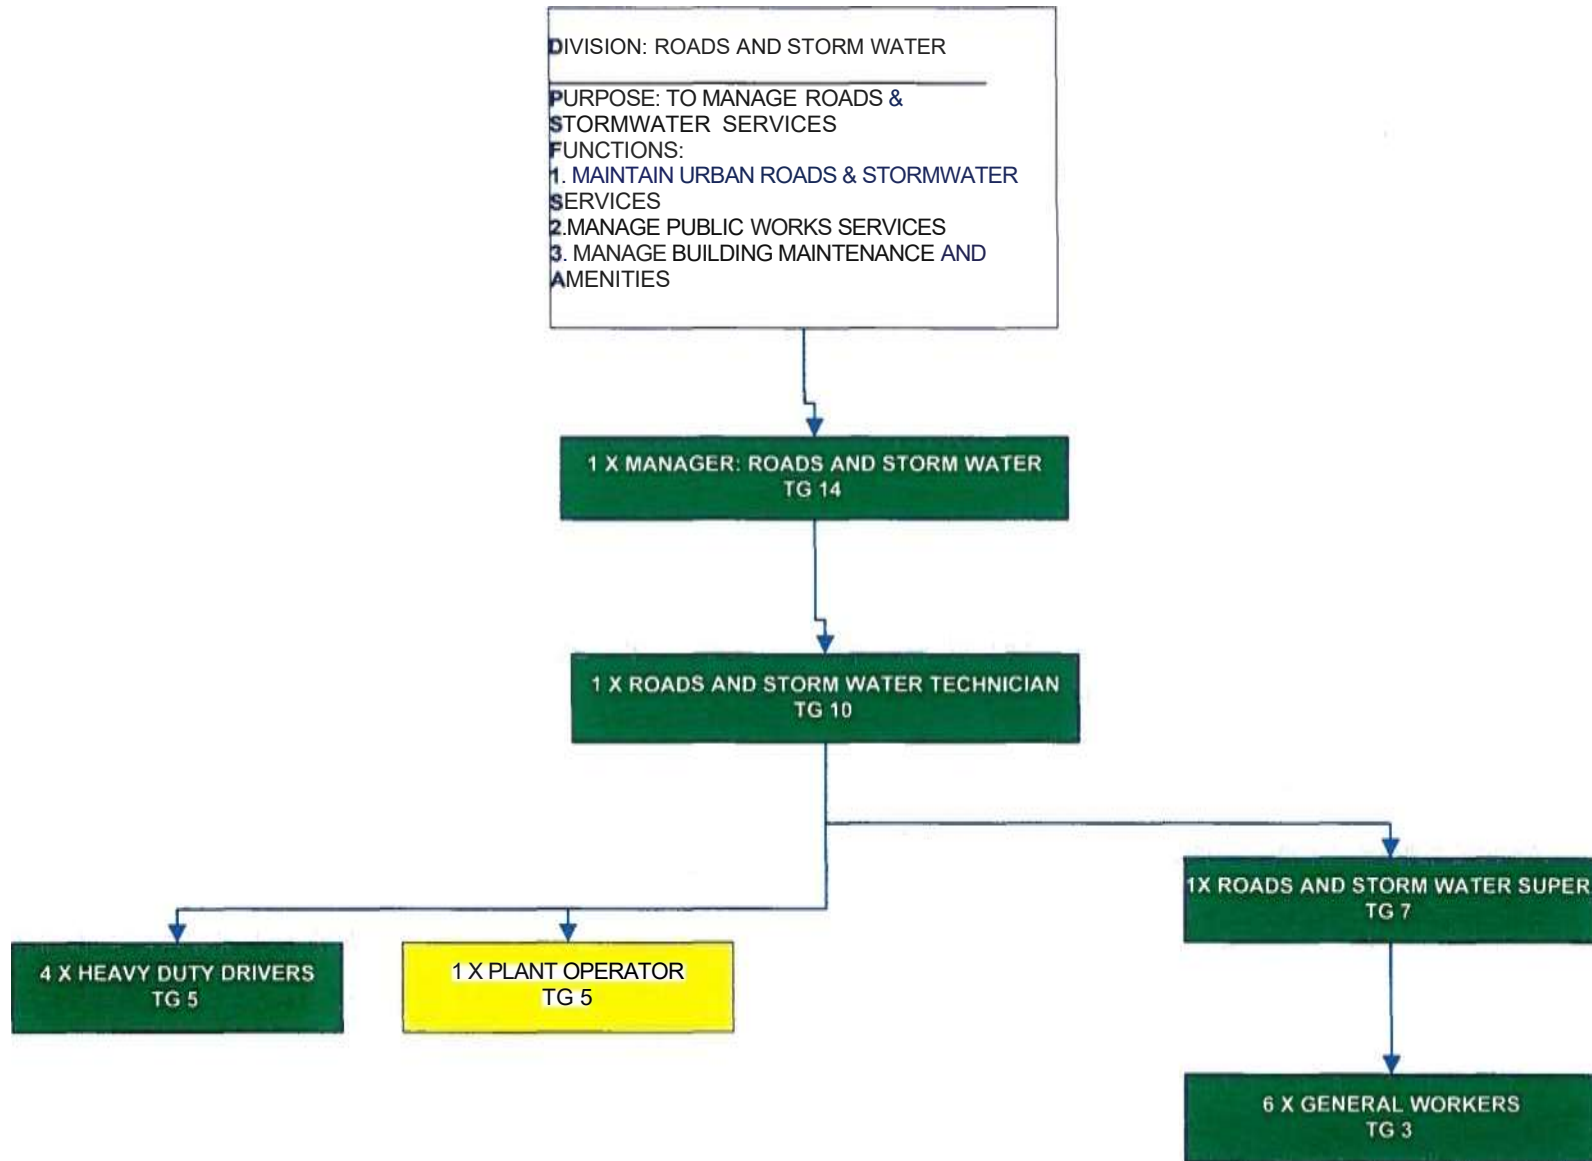 DIVISION: ROADS AND STORM WATER
PURPOSE: TO MANAGE ROADS &
STORMWATER SERVICES
FUNCTIONS:
1. MAINTAIN URBAN ROADS & STORMWATER
SERVICES
2.MANAGE PUBLIC WORKS SERVICES
3. MANAGE BUILDING MAINTENANCE AND
AMENITIES
1 X MANAGER: ROADS AND STORM WATER
TG 14
1 X ROADS AND STORM WATER TECHNICIAN
TG 10
1X ROADS AND STORM WATER SUPER
TG 7
4 X HEAVY DUTY DRIVERS
TG 5
1 X PLANT OPERATOR
TG 5
6 X GENERAL WORKERS
TG 3